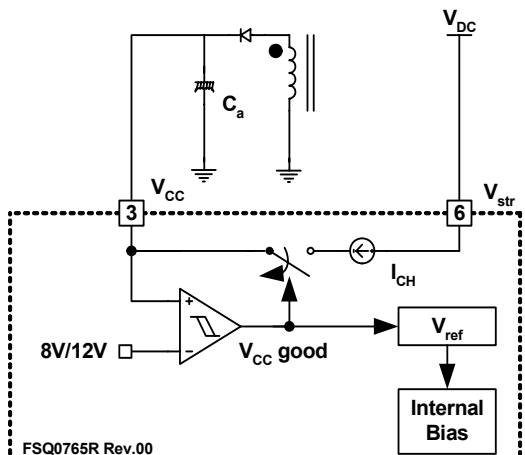 V_DC
C_a
3
V_CC
6
V_str
I_CH
+
8V/12V
−
V_CC good
V_ref
Internal
Bias
FSQ0765R Rev.00